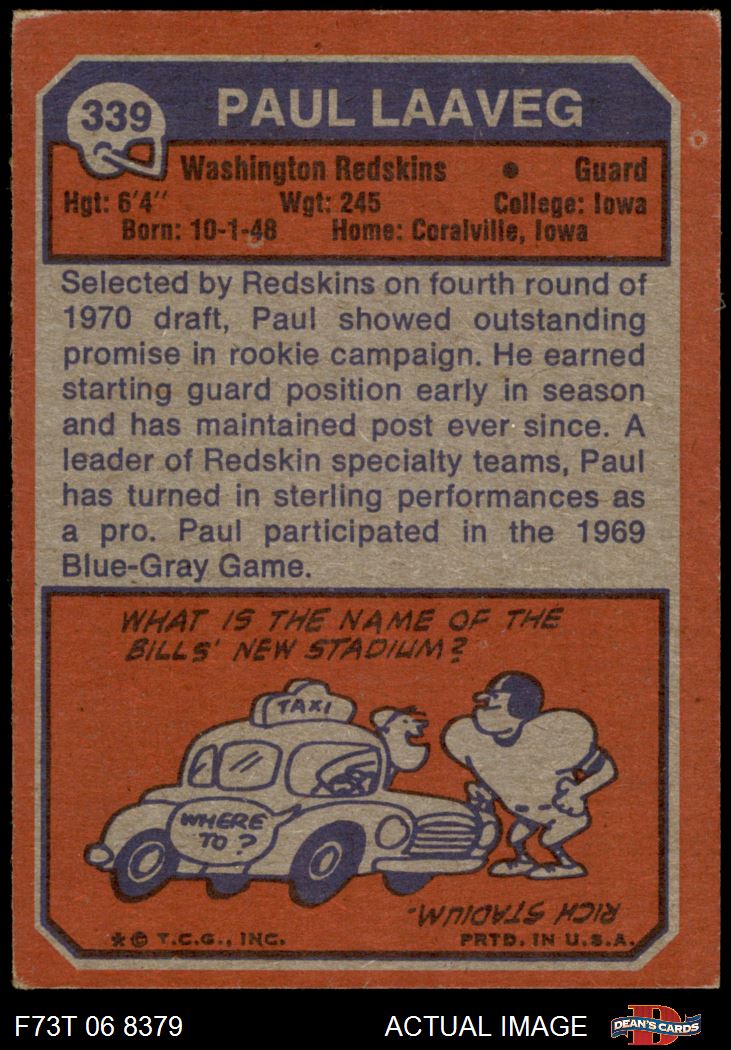 339
PAUL LAAVEG
Washington Redskins • Guard
Hgt: 6'4" Wgt: 245 College: Iowa
Born: 10-1-48 Home: Coralville, Iowa
Selected by Redskins on fourth round of
1970 draft, Paul showed outstanding
promise in rookie campaign. He earned
starting guard position early in season
and has maintained post ever since. A
leader of Redskin specialty teams, Paul
has turned in sterling performances as
a pro. Paul participated in the 1969
Blue-Gray Game.
WHAT IS THE NAME OF THE
BILLS' NEW STADIUM?
TAXI
WHERE
TO?
RICH STADIUM.
*© T.C.G., INC. PRTD. IN U.S.A.
F73T 06 8379 ACTUAL IMAGE
D
DEAN'S CARDS